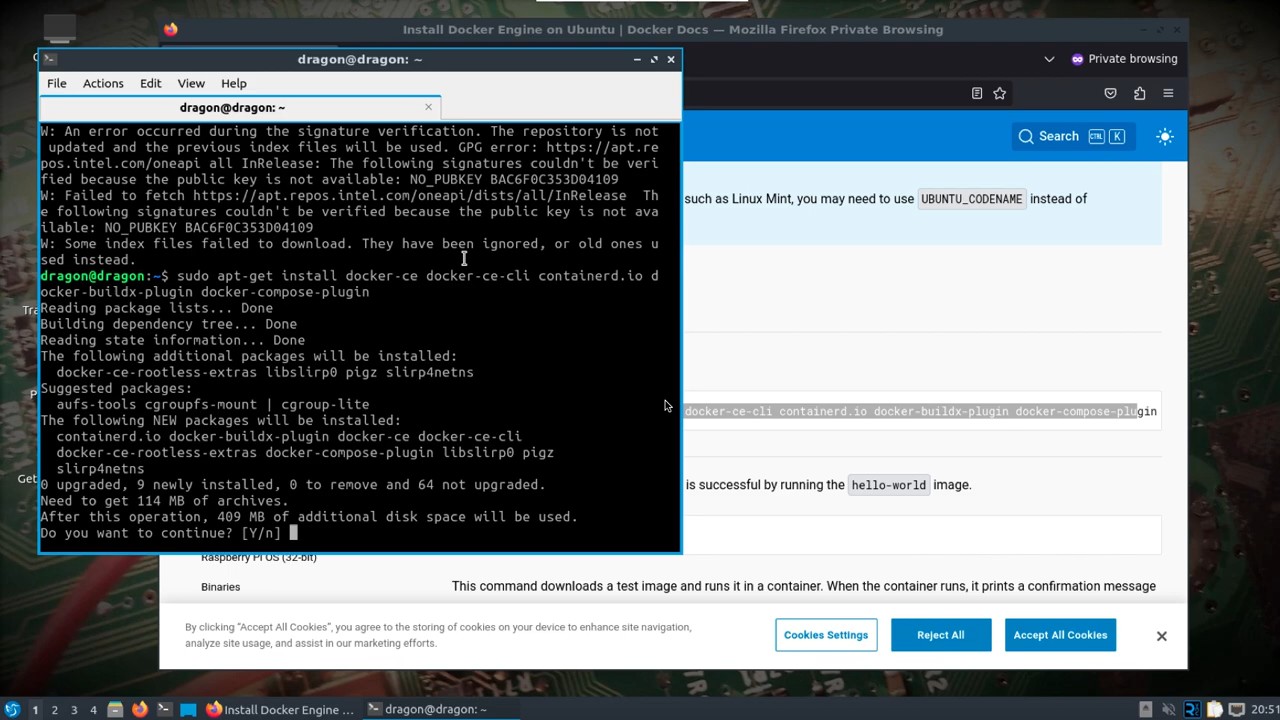 Install Docker Engine on Ubuntu | Docker Docs — Mozilla Firefox Private Browsing
Private browsing
Search CTRL K
dragon@dragon: ~
File Actions Edit View Help
dragon@dragon: ~
W: An error occurred during the signature verification. The repository is not
updated and the previous index files will be used. GPG error: https://apt.re
pos.intel.com/oneapi all InRelease: The following signatures couldn't be veri
fied because the public key is not available: NO_PUBKEY BAC6F0C353D04109
W: Failed to fetch https://apt.repos.intel.com/oneapi/dists/all/InRelease  Th
e following signatures couldn't be verified because the public key is not ava
ilable: NO_PUBKEY BAC6F0C353D04109
W: Some index files failed to download. They have been ignored, or old ones u
sed instead.
dragon@dragon:~$ sudo apt-get install docker-ce docker-ce-cli containerd.io d
ocker-buildx-plugin docker-compose-plugin
Reading package lists... Done
Building dependency tree... Done
Reading state information... Done
The following additional packages will be installed:
docker-ce-rootless-extras libslirp0 pigz slirp4netns
Suggested packages:
aufs-tools cgroupfs-mount | cgroup-lite
The following NEW packages will be installed:
containerd.io docker-buildx-plugin docker-ce docker-ce-cli
docker-ce-rootless-extras docker-compose-plugin libslirp0 pigz
slirp4netns
0 upgraded, 9 newly installed, 0 to remove and 64 not upgraded.
Need to get 114 MB of archives.
After this operation, 409 MB of additional disk space will be used.
Do you want to continue? [Y/n]
such as Linux Mint, you may need to use UBUNTU_CODENAME instead of
docker-ce-cli containerd.io docker-buildx-plugin docker-compose-plugin
is successful by running the hello-world image.
Raspberry Pi OS (32-bit)
Binaries
This command downloads a test image and runs it in a container. When the container runs, it prints a confirmation message
By clicking “Accept All Cookies”, you agree to the storing of cookies on your device to enhance site navigation,
analyze site usage, and assist in our marketing efforts.
Cookies Settings
Reject All
Accept All Cookies
1 2 3 4 Install Docker Engine ... dragon@dragon: ~ 20:51